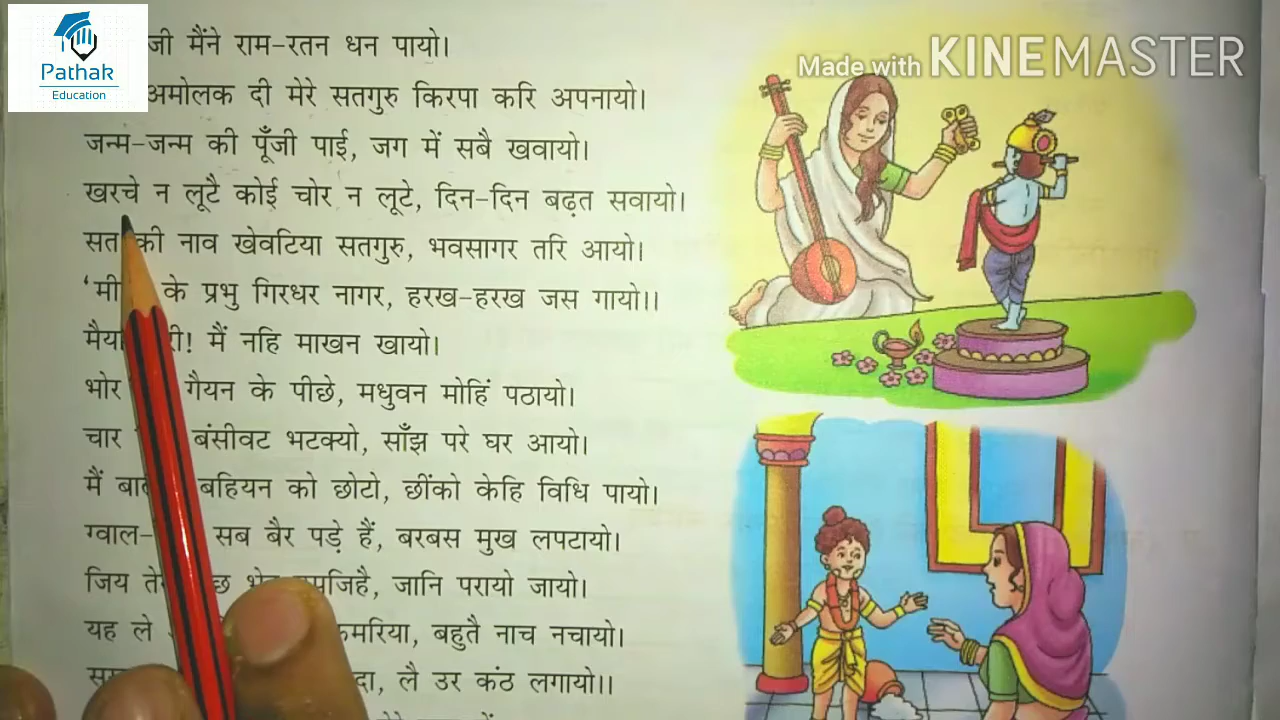 Pathak
Education
Made with KINEMASTER
जी मैंने राम-रतन धन पायो।
अमोलक दी मेरे सतगुरु किरपा करि अपनायो।
जन्म-जन्म की पूँजी पाई, जग में सबै खवायो।
खरचे न लूटै कोई चोर न लूटे, दिन-दिन बढ़त सवायो।
की नाव खेवटिया सतगुरु, भवसागर तरि आयो।
के प्रभु गिरधर नागर, हरख-हरख जस गायो।।
मैं नहि माखन खायो।
भोर गैयन के पीछे, मधुवन मोहिं पठायो।
चार बंसीवट भटक्यो, साँझ परे घर आयो।
मैं बहियन को छोटो, छींको केहि विधि पायो।
ग्वाल- सब बैर पड़े हैं, बरबस मुख लपटायो।
जिय जानि परायो जायो।
यह ले बहुतै नाच नचायो।
लै उर कंठ लगायो।।